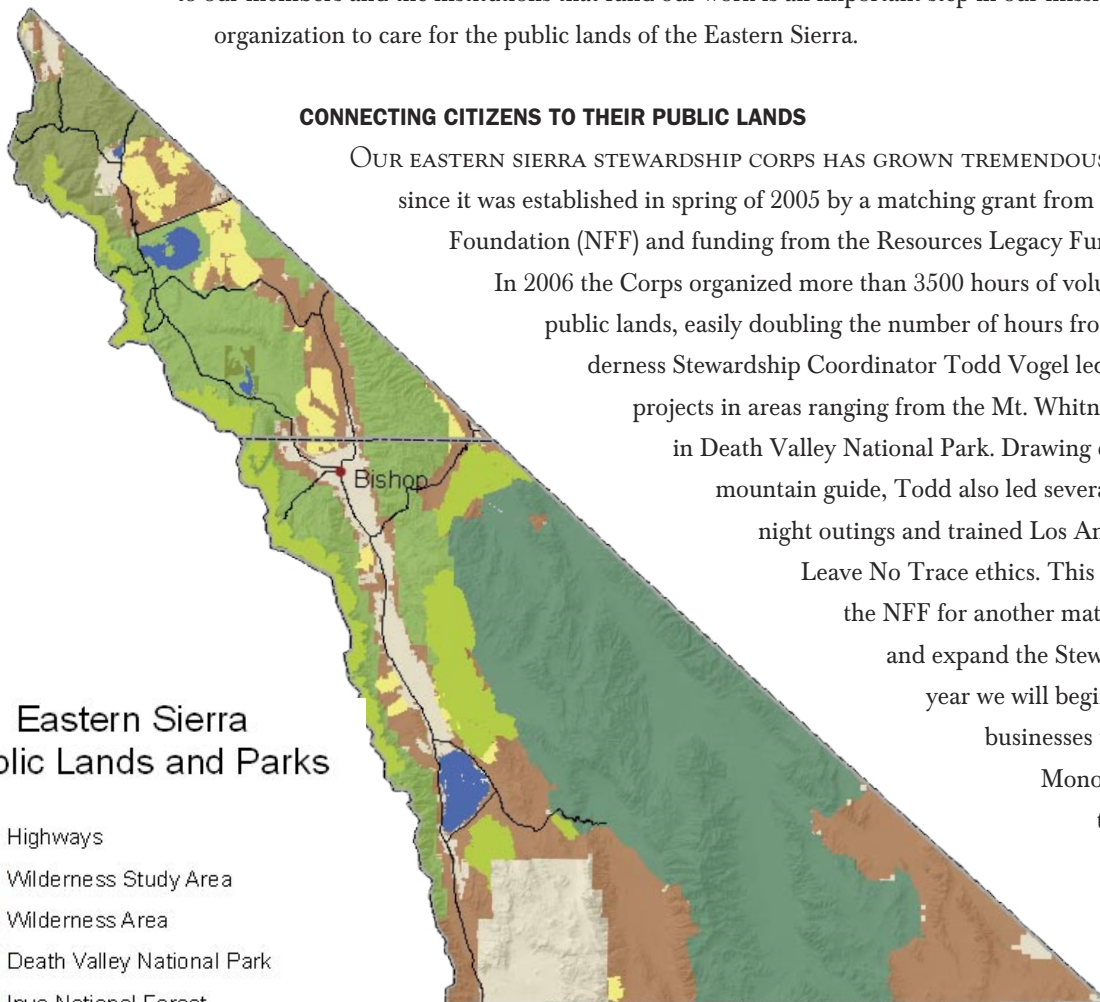 to our members and the institutions that fund our work is an important step in our
organization to care for the public lands of the Eastern Sierra.
CONNECTING CITIZENS TO THEIR PUBLIC LANDS
OUR EASTERN SIERRA STEWARDSHIP CORPS HAS GROWN TREMENDOUS
since it was established in spring of 2005 by a matching grant from
Foundation (NFF) and funding from the Resources Legacy Fu
In 2006 the Corps organized more than 3500 hours of volu
public lands, easily doubling the number of hours fro
derness Stewardship Coordinator Todd Vogel led
projects in areas ranging from the Mt. Whitn
in Death Valley National Park. Drawing
mountain guide, Todd also led severa
night outings and trained Los An
Leave No Trace ethics. This
the NFF for another mat
and expand the Stew
year we will begi
businesses
Mono
Bishop
Eastern Sierra
blic Lands and Parks
Highways
Wilderness Study Area
Wilderness Area
Death Valley National Park
Inyo National Forest